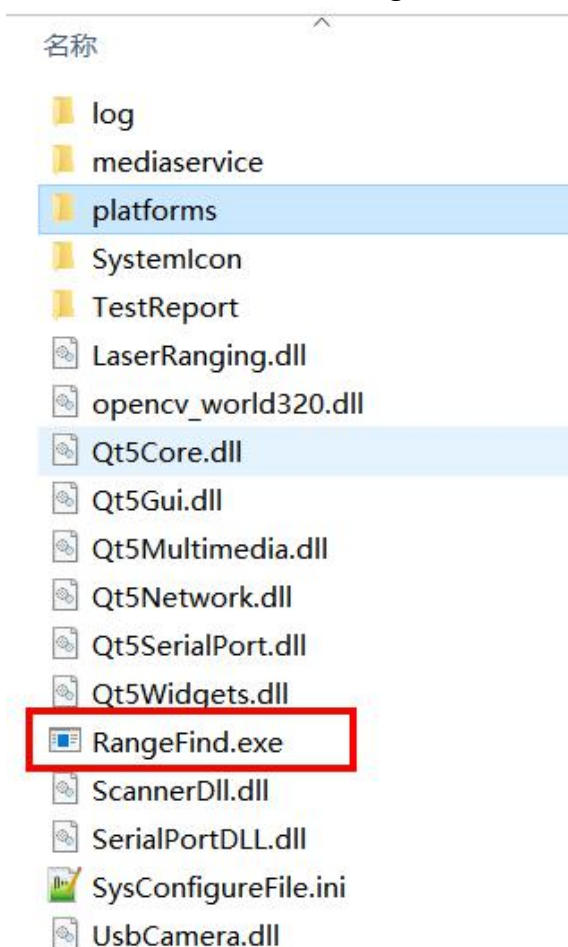 名称
log
mediaservice
platforms
SystemIcon
TestReport
LaserRanging.dll
opencv_world320.dll
Qt5Core.dll
Qt5Gui.dll
Qt5Multimedia.dll
Qt5Network.dll
Qt5SerialPort.dll
Qt5Widgets.dll
RangeFind.exe
ScannerDll.dll
SerialPortDLL.dll
SysConfigureFile.ini
UsbCamera.dll